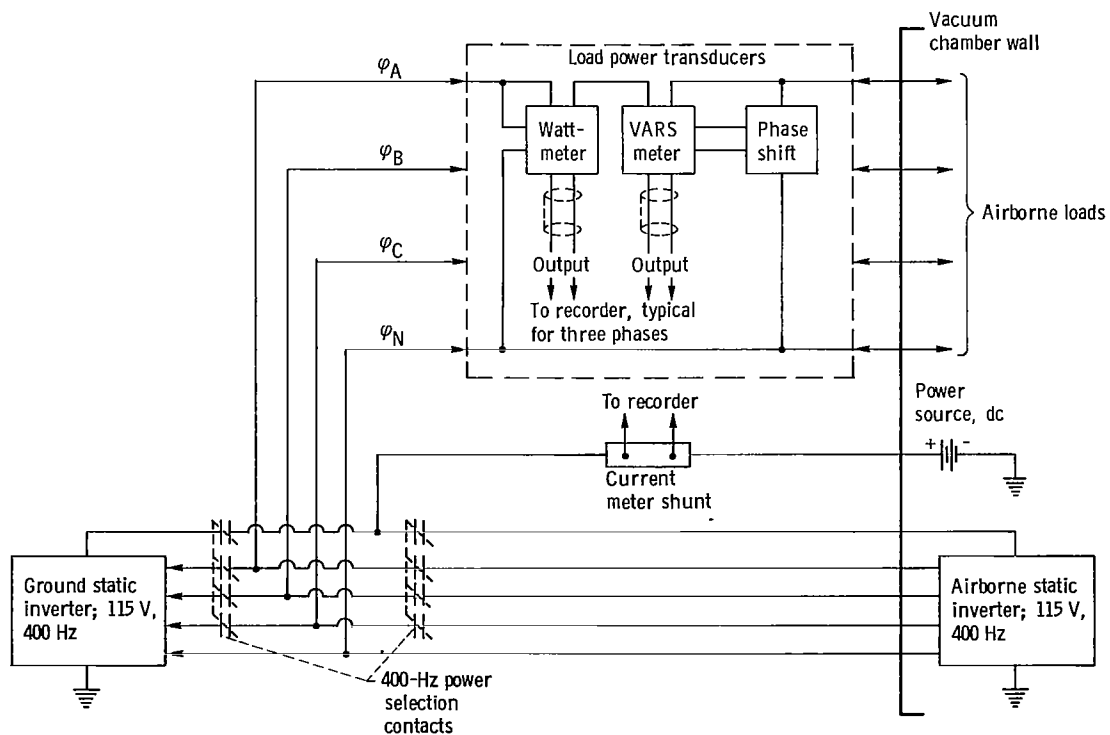 Vacuum
chamber wall
Load power transducers
φA
Watt-
meter
VARS
meter
Phase
shift
φB
Airborne loads
φC
Output
Output
To recorder, typical
for three phases
φN
To recorder
Power
source, dc
+
-
Current
meter shunt
Ground static
inverter; 115 V,
400 Hz
Airborne static
inverter; 115 V,
400 Hz
400-Hz power
selection
contacts